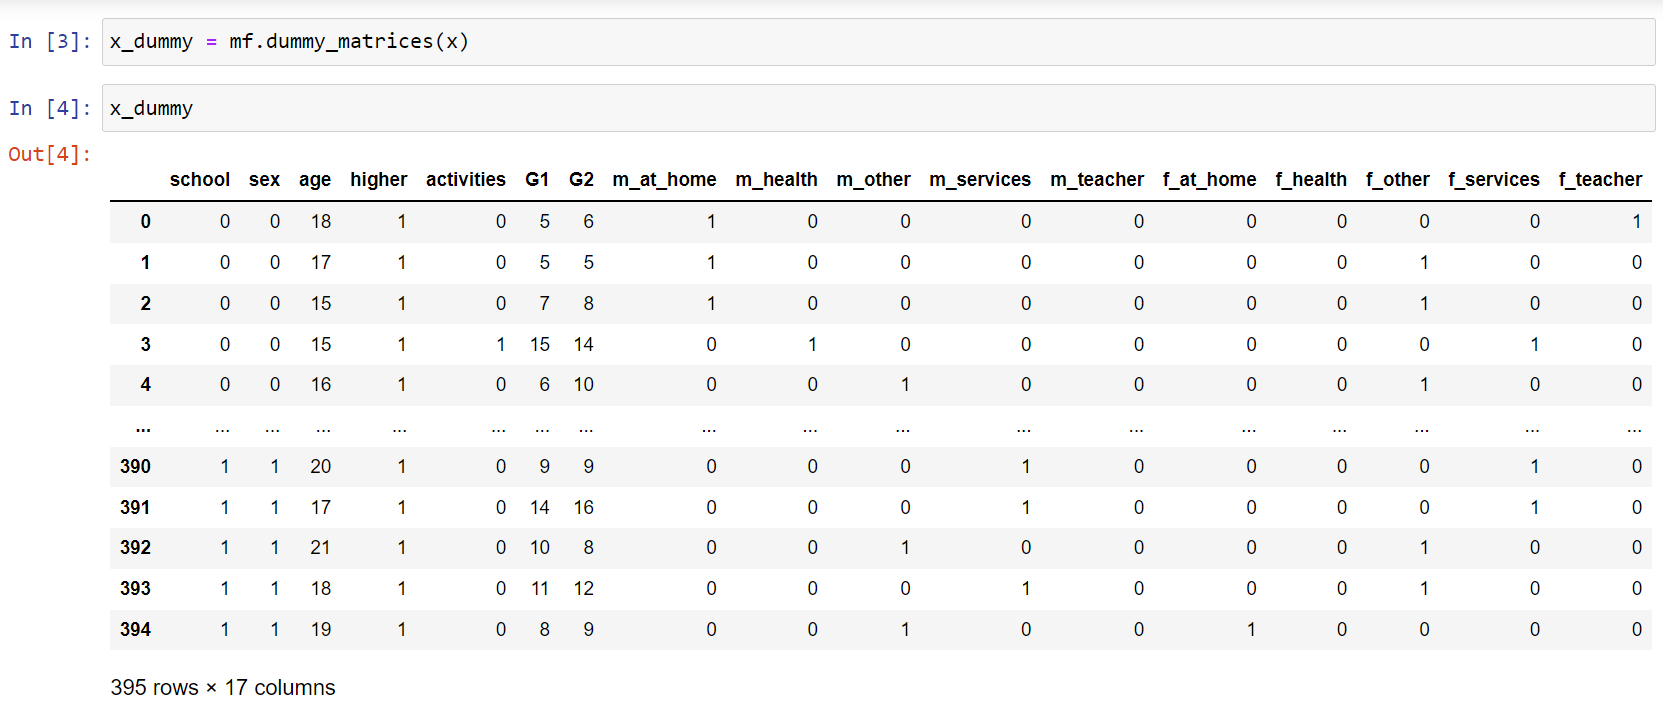 In [3]: x_dummy = mf.dummy_matrices(x)
In [4]: x_dummy
Out[4]:
school sex age higher activities G1 G2 m_at_home m_health m_other m_services m_teacher f_at_home f_health f_other f_services f_teacher
0 0 0 18 1 0 5 6 1 0 0 0 0 0 0 0 0 1
1 0 0 17 1 0 5 5 1 0 0 0 0 0 0 1 0 0
2 0 0 15 1 0 7 8 1 0 0 0 0 0 0 1 0 0
3 0 0 15 1 1 15 14 0 1 0 0 0 0 0 0 1 0
4 0 0 16 1 0 6 10 0 0 1 0 0 0 0 1 0 0
... ... ... ... ... ... ... ... ... ... ... ... ... ... ... ... ... ...
390 1 1 20 1 0 9 9 0 0 0 1 0 0 0 0 1 0
391 1 1 17 1 0 14 16 0 0 0 1 0 0 0 0 1 0
392 1 1 21 1 0 10 8 0 0 1 0 0 0 0 1 0 0
393 1 1 18 1 0 11 12 0 0 0 1 0 0 0 1 0 0
394 1 1 19 1 0 8 9 0 0 1 0 0 1 0 0 0 0
395 rows × 17 columns